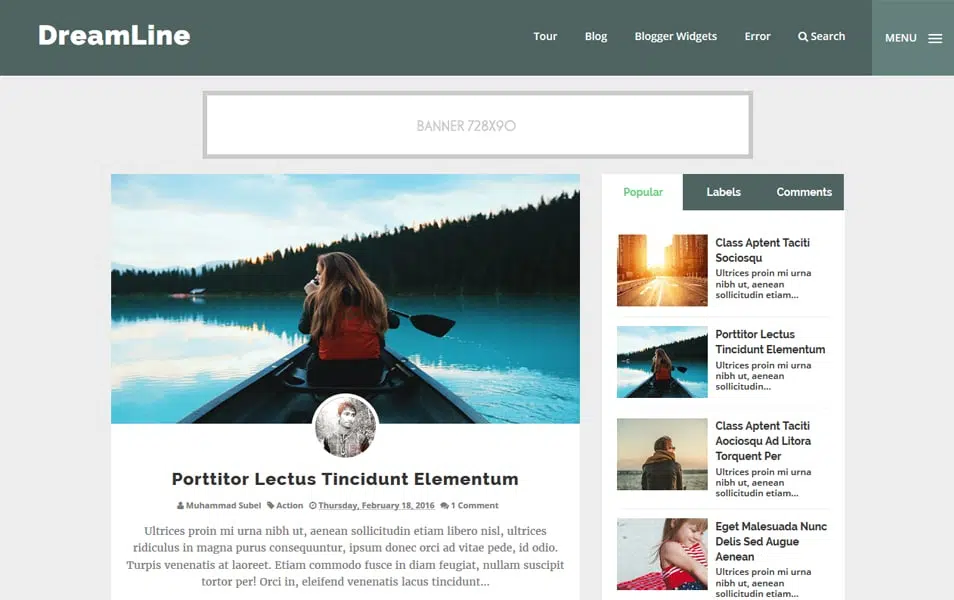 DreamLine
Tour Blog Blogger Widgets Error Search MENU
BANNER 728X90
Porttitor Lectus Tincidunt Elementum
Muhammad Subel Action Thursday, February 18, 2016 1 Comment
Ultrices proin mi urna nibh ut, aenean sollicitudin etiam libero nisl, ultrices
ridiculus in magna purus consequuntur, ipsum donec orci ad vitae pede, id odio.
Turpis venenatis at laoreet. Etiam commodo fusce in diam feugiat, nullam suscipit
tortor per! Orci in, eleifend venenatis lacus tincidunt...
Popular Labels Comments
Class Aptent Taciti
Sociosqu
Ultrices proin mi urna
nibh ut, aenean
sollicitudin etiam...
Porttitor Lectus
Tincidunt Elementum
Ultrices proin mi urna
nibh ut, aenean
sollicitudin...
Class Aptent Taciti
Aociosqu Ad Litora
Torquent Per
Ultrices proin mi urna
nibh ut, aenean
sollicitudin etiam...
Eget Malesuada Nunc
Delis Sed Augue
Aenean
Ultrices proin mi urna
nibh ut, aenean
sollicitudin etiam...